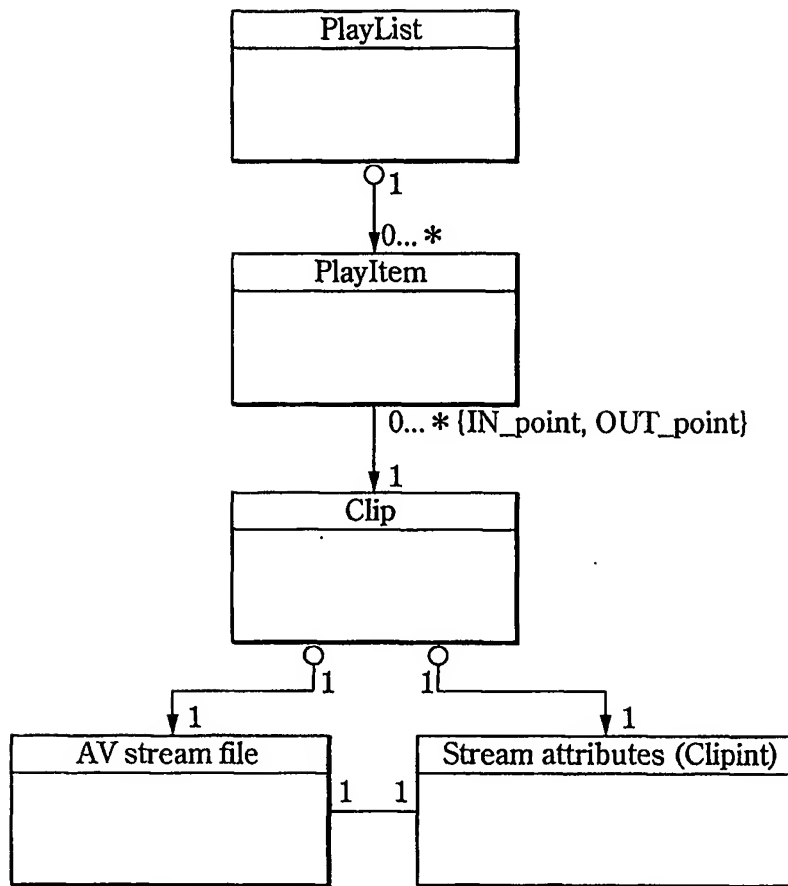 PlayList
1
0... *
PlayItem
0... * {IN_point, OUT_point}
1
Clip
1 1
1 1
AV stream file Stream attributes (Clipint)
1 1